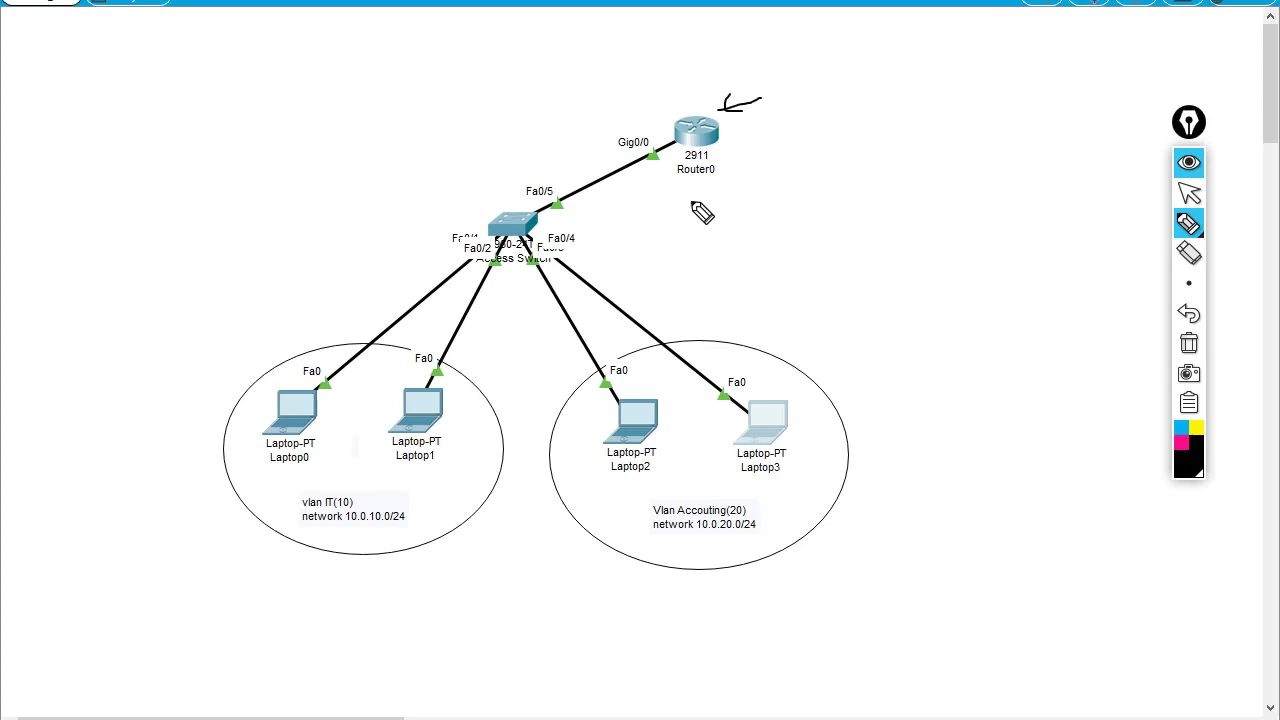 Gig0/0
2911
Router0
Fa0/5
Fa0/4
Fa0/2
Access Switch
Fa0
Fa0
Fa0
Fa0
Laptop-PT
Laptop0
Laptop-PT
Laptop1
Laptop-PT
Laptop2
Laptop-PT
Laptop3
vlan IT(10)
network 10.0.10.0/24
Vlan Accouting(20)
network 10.0.20.0/24